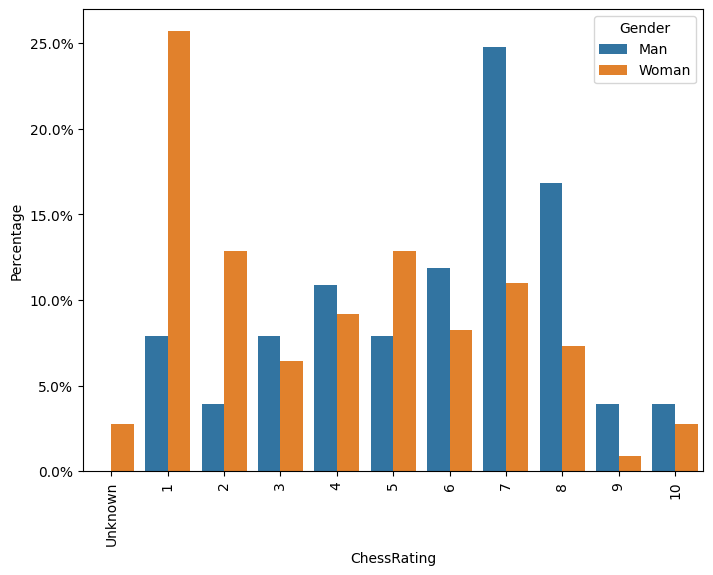 Gender
Man
Woman
25.0%
20.0%
15.0%
10.0%
5.0%
0.0%
Percentage
Unknown 1 2 3 4 5 6 7 8 9 10
ChessRating